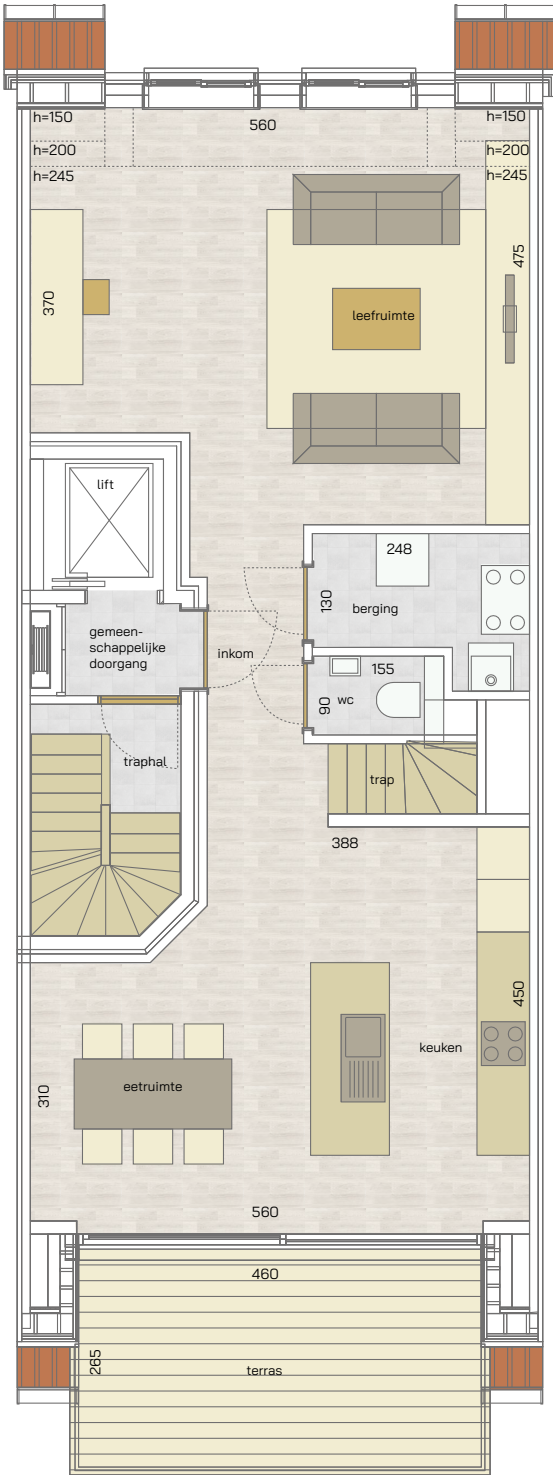 h=150
h=150
560
h=200
h=200
h=245
h=245
475
370
leefruimte
lift
248
130
berging
gemeen-
schappelijke
doorgang
inkom
155
90
wc
traphal
trap
388
450
keuken
eetruimte
310
560
460
265
terras